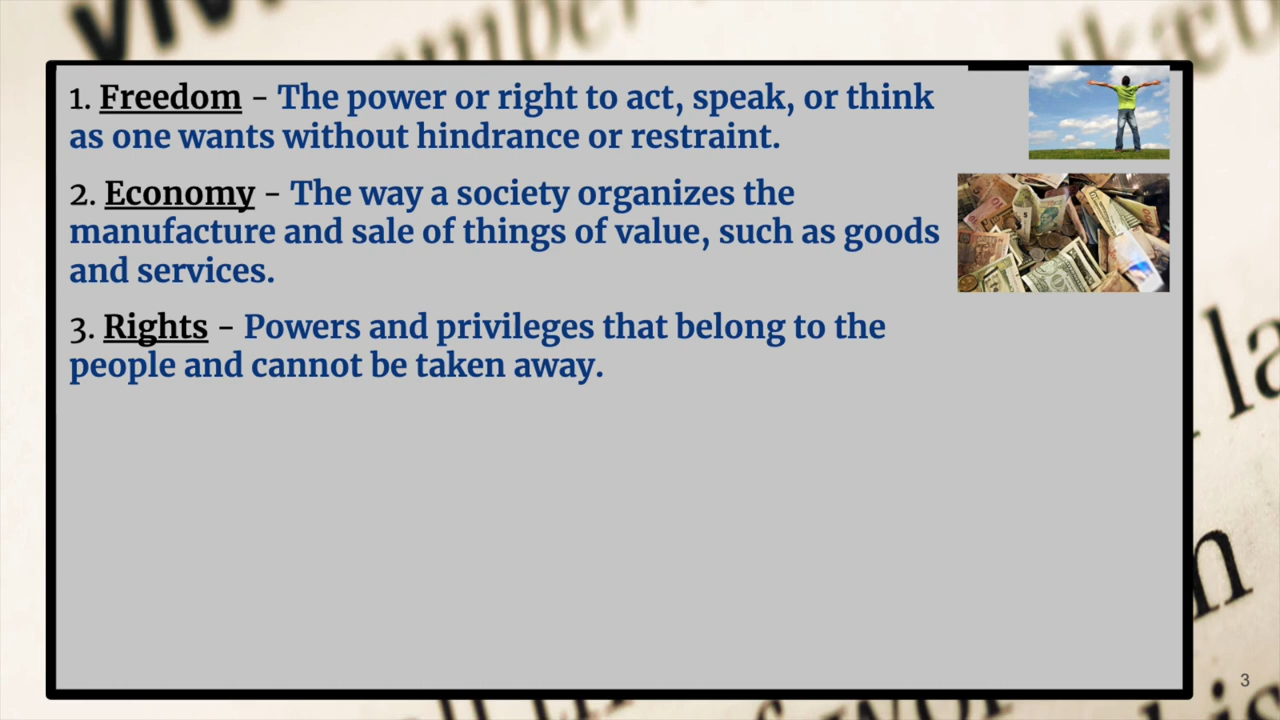 1. Freedom - The power or right to act, speak, or think
as one wants without hindrance or restraint.
2. Economy - The way a society organizes the
manufacture and sale of things of value, such as goods
and services.
3. Rights - Powers and privileges that belong to the
people and cannot be taken away.
3